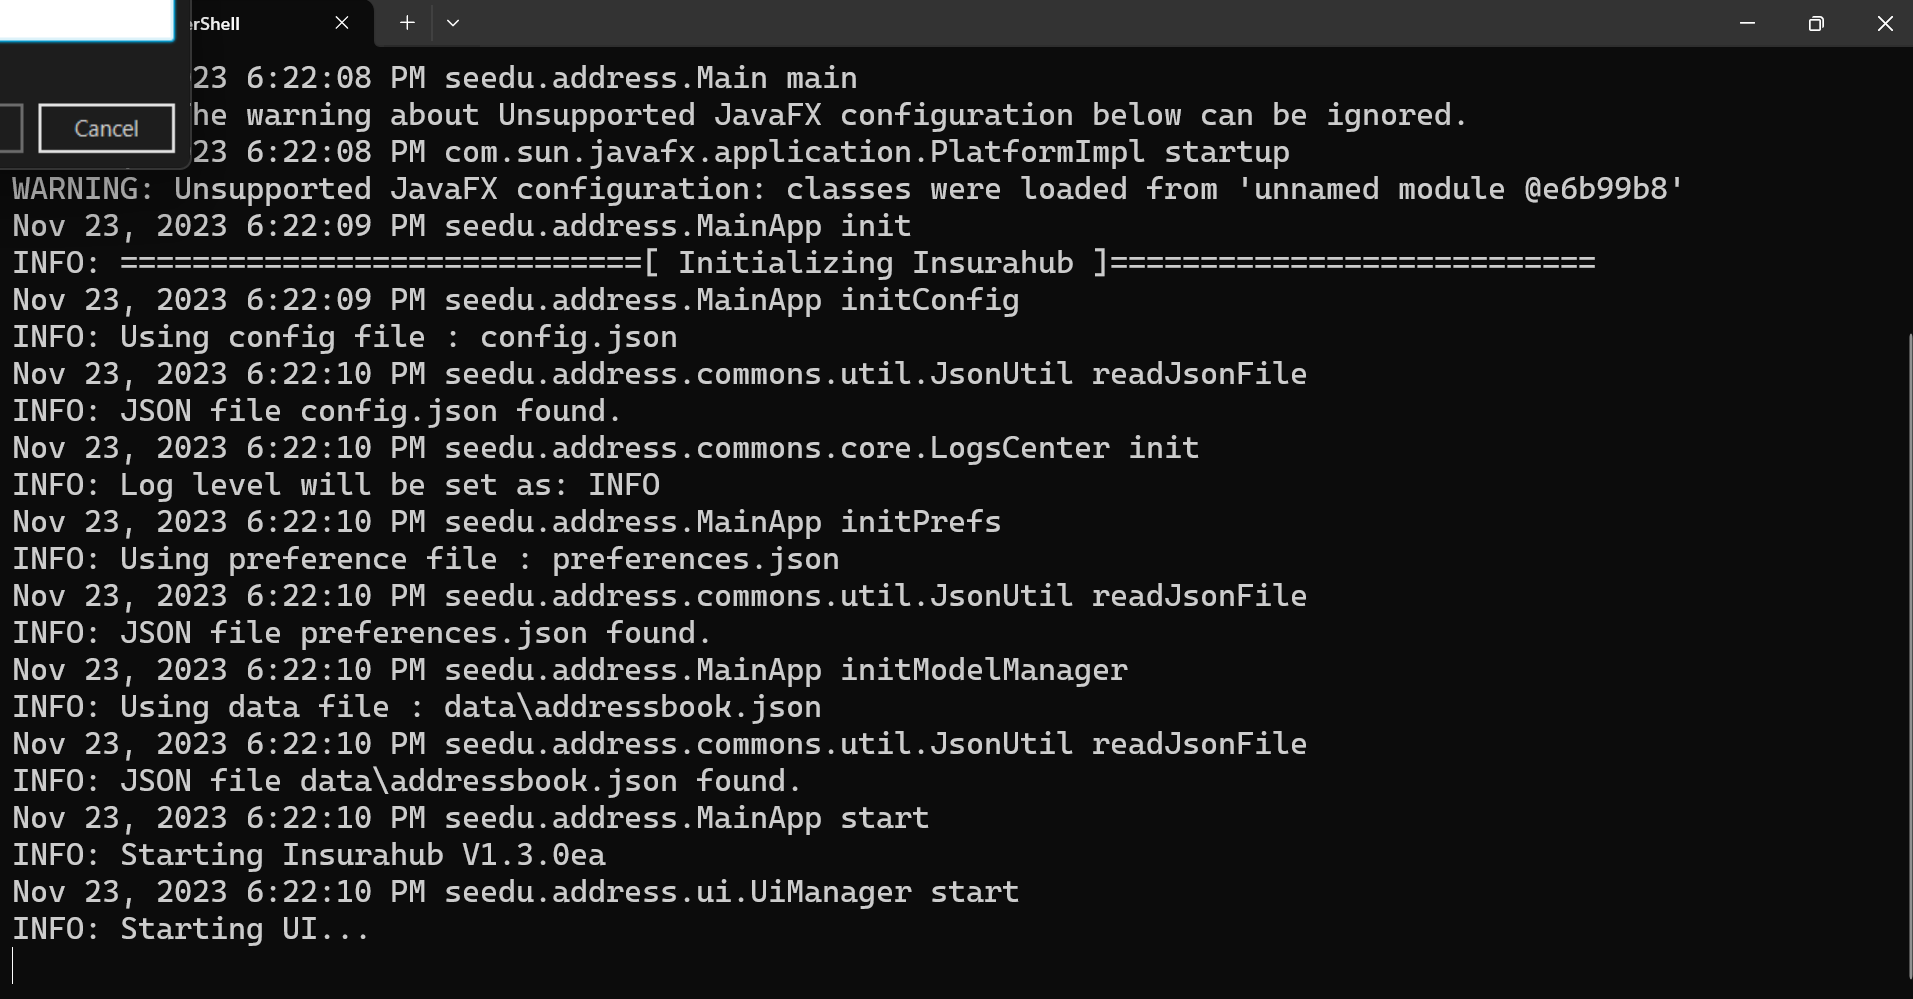 erShell
Cancel
23 6:22:08 PM seedu.address.Main main
he warning about Unsupported JavaFX configuration below can be ignored.
23 6:22:08 PM com.sun.javafx.application.PlatformImpl startup
WARNING: Unsupported JavaFX configuration: classes were loaded from 'unnamed module @e6b99b8'
Nov 23, 2023 6:22:09 PM seedu.address.MainApp init
INFO: =============================[ Initializing Insurahub ]===========================
Nov 23, 2023 6:22:09 PM seedu.address.MainApp initConfig
INFO: Using config file : config.json
Nov 23, 2023 6:22:10 PM seedu.address.commons.util.JsonUtil readJsonFile
INFO: JSON file config.json found.
Nov 23, 2023 6:22:10 PM seedu.address.commons.core.LogsCenter init
INFO: Log level will be set as: INFO
Nov 23, 2023 6:22:10 PM seedu.address.MainApp initPrefs
INFO: Using preference file : preferences.json
Nov 23, 2023 6:22:10 PM seedu.address.commons.util.JsonUtil readJsonFile
INFO: JSON file preferences.json found.
Nov 23, 2023 6:22:10 PM seedu.address.MainApp initModelManager
INFO: Using data file : data\addressbook.json
Nov 23, 2023 6:22:10 PM seedu.address.commons.util.JsonUtil readJsonFile
INFO: JSON file data\addressbook.json found.
Nov 23, 2023 6:22:10 PM seedu.address.MainApp start
INFO: Starting Insurahub V1.3.0ea
Nov 23, 2023 6:22:10 PM seedu.address.ui.UiManager start
INFO: Starting UI...